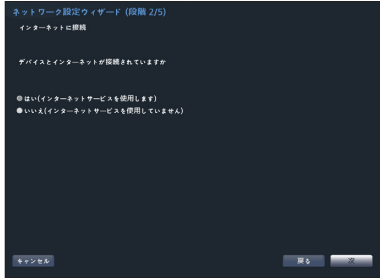 ネットワーク設定ウィザード (段階 2/5)
インターネットに接続
デバイスとインターネットが接続されていますか
はい(インターネットサービスを使用します)
いいえ(インターネットサービスを使用していません)
キャンセル
戻る
次